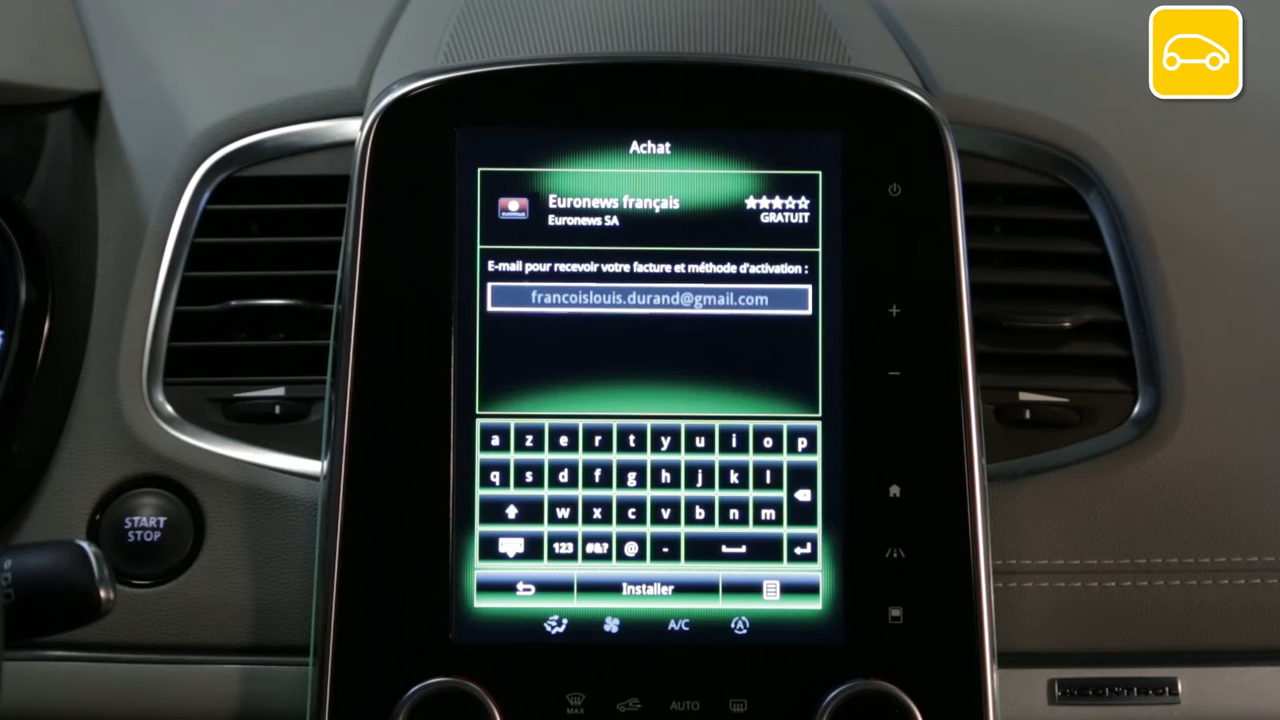 Achat
Euronews français
Euronews SA
GRATUIT
E-mail pour recevoir votre facture et méthode d'activation :
francoislouis.durand@gmail.com
a z e r t y u i o p
q s d f g h j k l
w x c v b n m
123 #&? @ -
Installer
A/C
START
STOP
MAX
AUTO